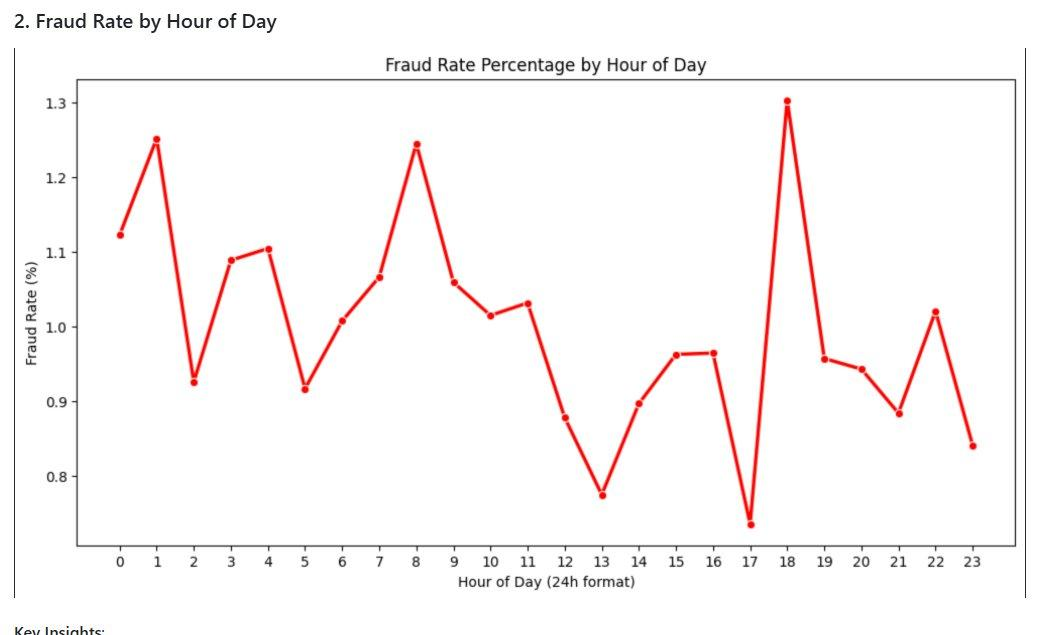 2. Fraud Rate by Hour of Day
Fraud Rate Percentage by Hour of Day
1.3
1.2
1.1
1.0
0.9
0.8
Fraud Rate (%)
0 1 2 3 4 5 6 7 8 9 10 11 12 13 14 15 16 17 18 19 20 21 22 23
Hour of Day (24h format)
Key Insights: